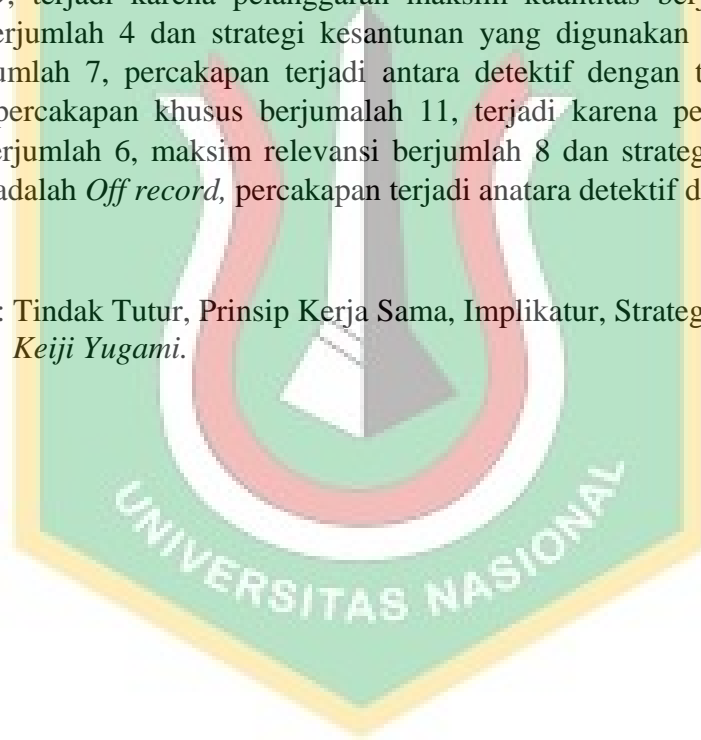 terjadi karena pelanggaran maksim kuantitas
erjumlah 4 dan strategi kesantunan yang digunakan
umlah 7, percakapan terjadi antara detektif dengan t
percakapan khusus berjumalah 11, terjadi karena pe
erjumlah 6, maksim relevansi berjumlah 8 dan strateg
adalah Off record, percakapan terjadi anatara detektif d
: Tindak Tutur, Prinsip Kerja Sama, Implikatur, Strateg
Keiji Yugami.
UNIVERSITAS NASIONAL